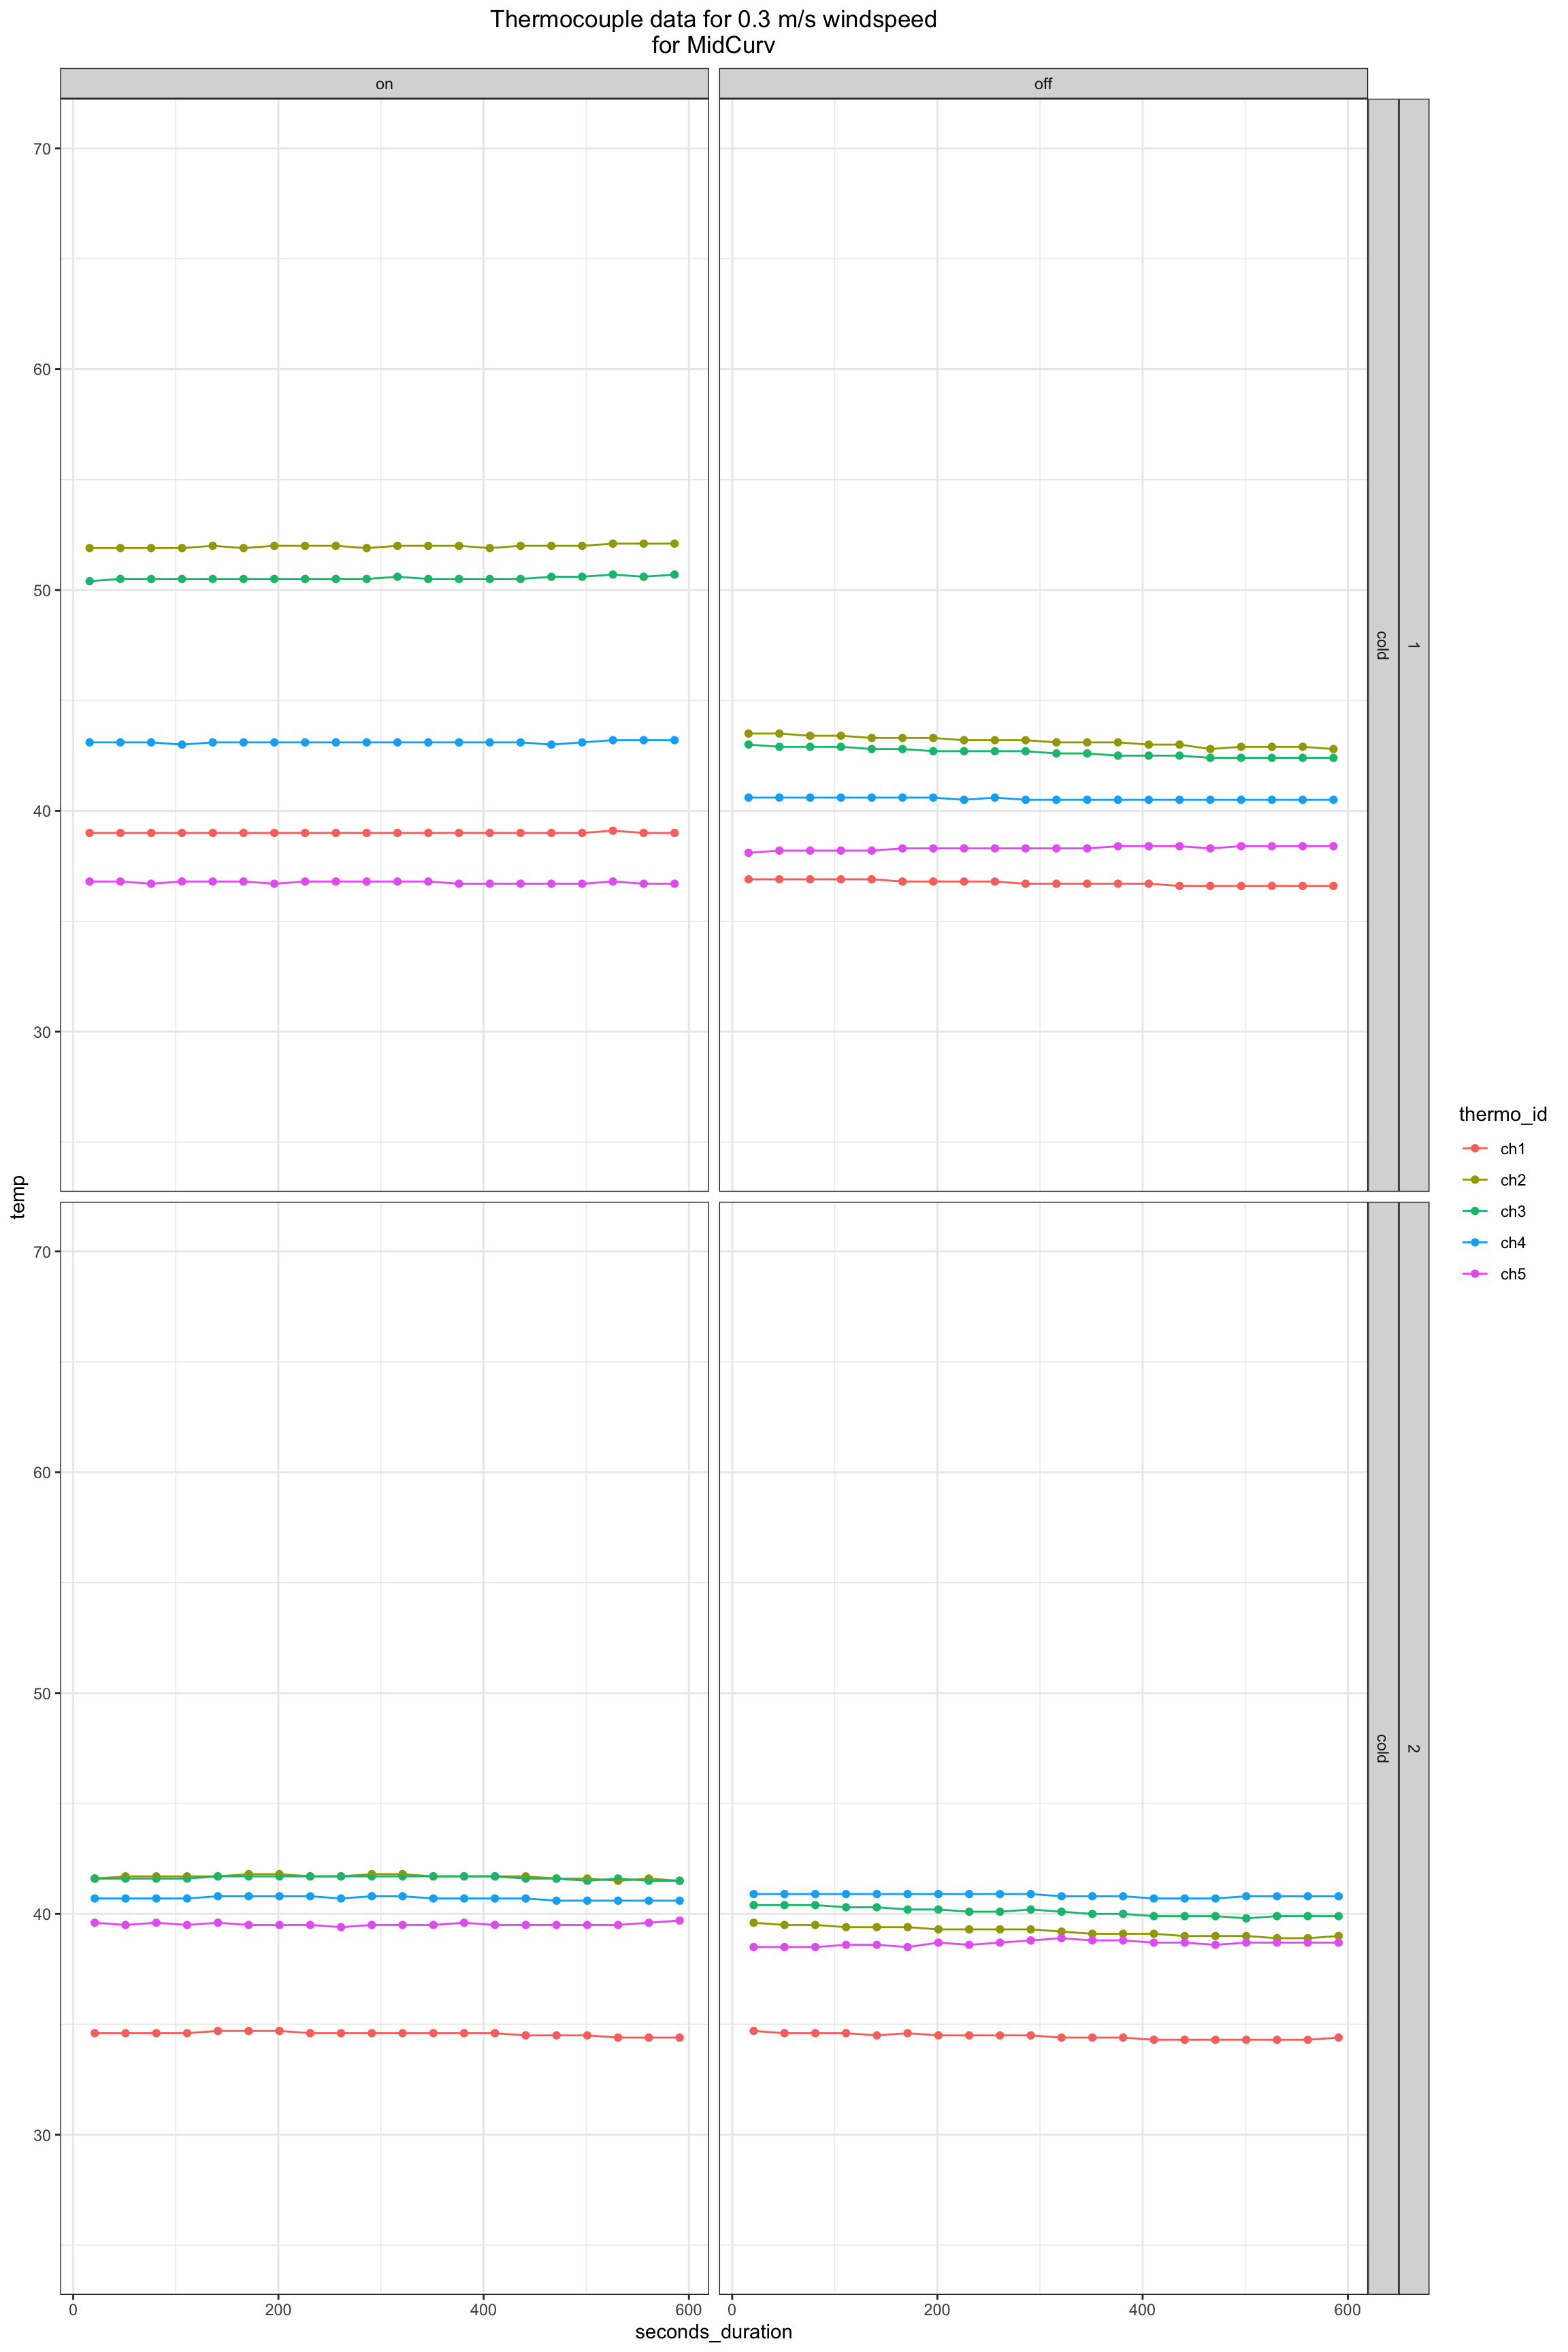 Thermocouple data for 0.3 m/s windspeed
for MidCurv
on
off
70
60
50
40
30
cold
1
temp
70
60
50
40
30
cold
2
0
200
400
600
0
200
400
600
seconds_duration
thermo_id
ch1
ch2
ch3
ch4
ch5